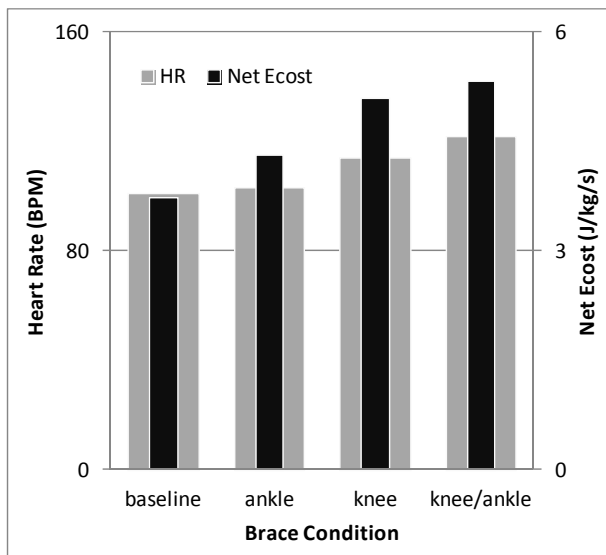 160
6
HR
Net Ecost
Heart Rate (BPM)
80
3
Net Ecost (J/kg/s)
0
0
baseline
ankle
knee
knee/ankle
Brace Condition